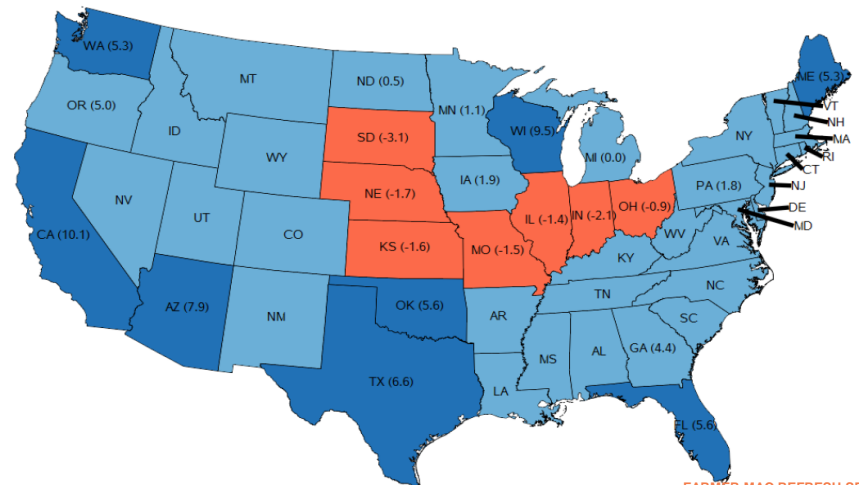 WA (5.3)
MT
ND (0.5)
MN (1.1)
ME (5.3)
OR (5.0)
ID
SD (-3.1)
WI (9.5)
MI (0.0)
NY
VT
NH
MA
RI
CT
WY
NE (-1.7)
IA (1.9)
PA (1.8)
NJ
NV
UT
CO
KS (-1.6)
MO (-1.5)
IL (-1.4)
IN (-2.1)
OH (-0.9)
WV
VA
DE
MD
CA (10.1)
KY
AZ (7.9)
NM
OK (5.6)
AR
TN
NC
SC
TX (6.6)
LA
MS
AL
GA (4.4)
FL (5.6)